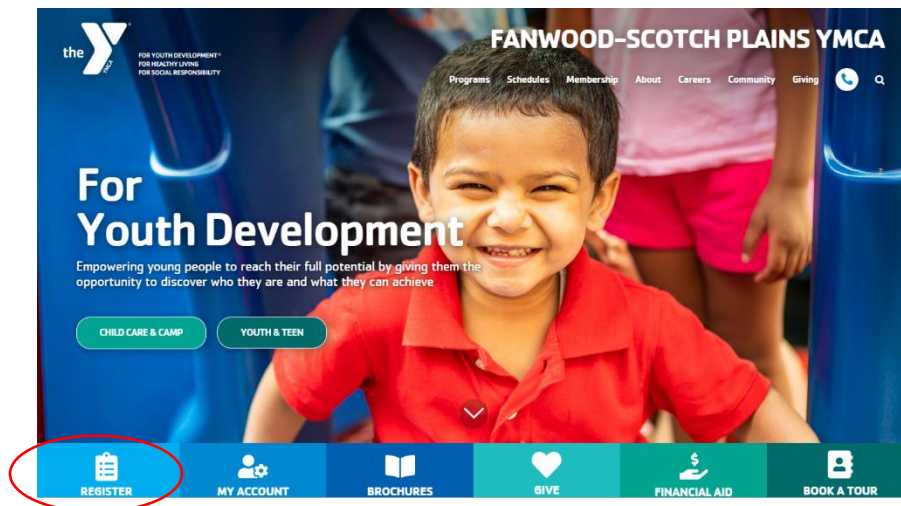 the
YMCA
FOR YOUTH DEVELOPMENT®
FOR HEALTHY LIVING
FOR SOCIAL RESPONSIBILITY
FANWOOD-SCOTCH PLAINS YMCA
Programs Schedules Membership About Careers Community Giving
For
Youth Development
Empowering young people to reach their full potential by giving them the
opportunity to discover who they are and what they can achieve
CHILD CARE & CAMP YOUTH & TEEN
REGISTER MY ACCOUNT BROCHURES GIVE FINANCIAL AID BOOK A TOUR